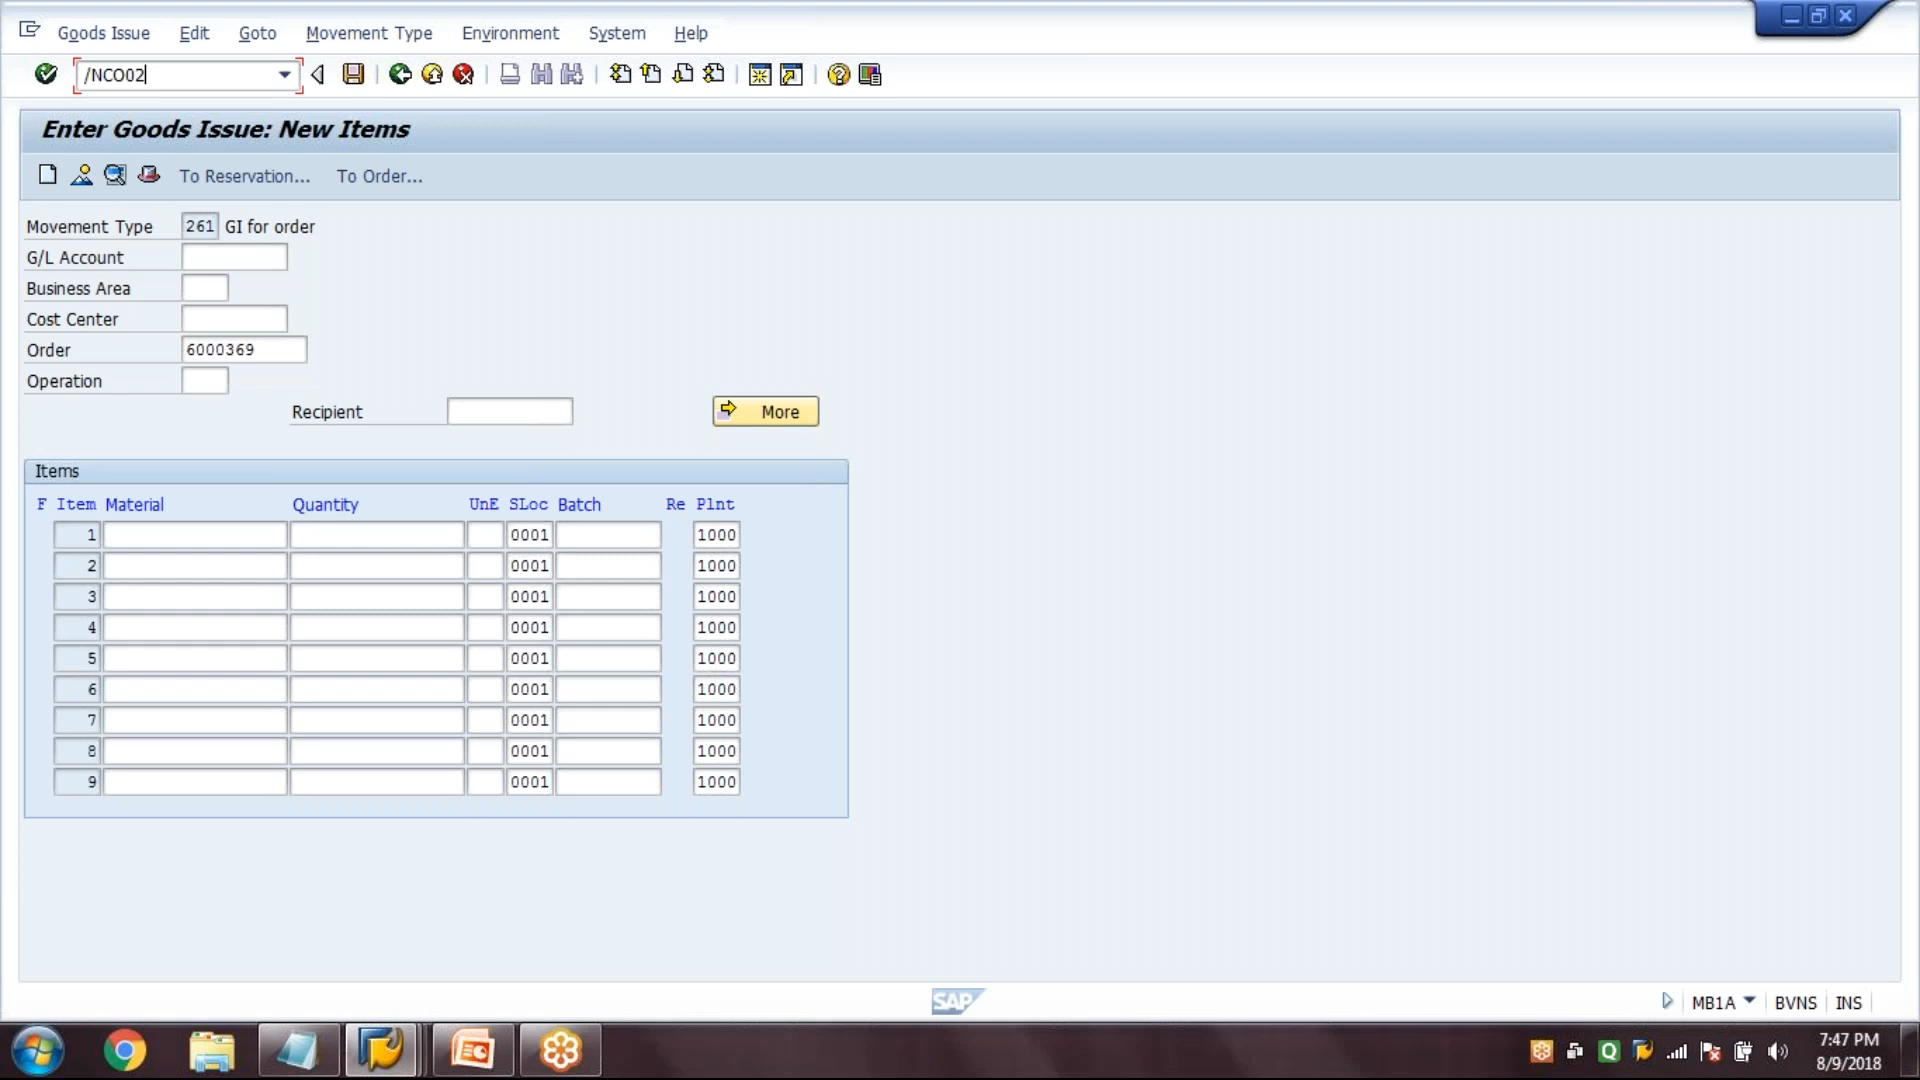 Goods Issue Edit Goto Movement Type Environment System Help
/NCO02
Enter Goods Issue: New Items
To Reservation... To Order...
Movement Type 261 GI for order
G/L Account
Business Area
Cost Center
Order 6000369
Operation
Recipient More
Items
F Item Material Quantity UnE SLoc Batch Re Plnt
1 0001 1000
2 0001 1000
3 0001 1000
4 0001 1000
5 0001 1000
6 0001 1000
7 0001 1000
8 0001 1000
9 0001 1000
SAP MB1A BVNS INS
7:47 PM
8/9/2018